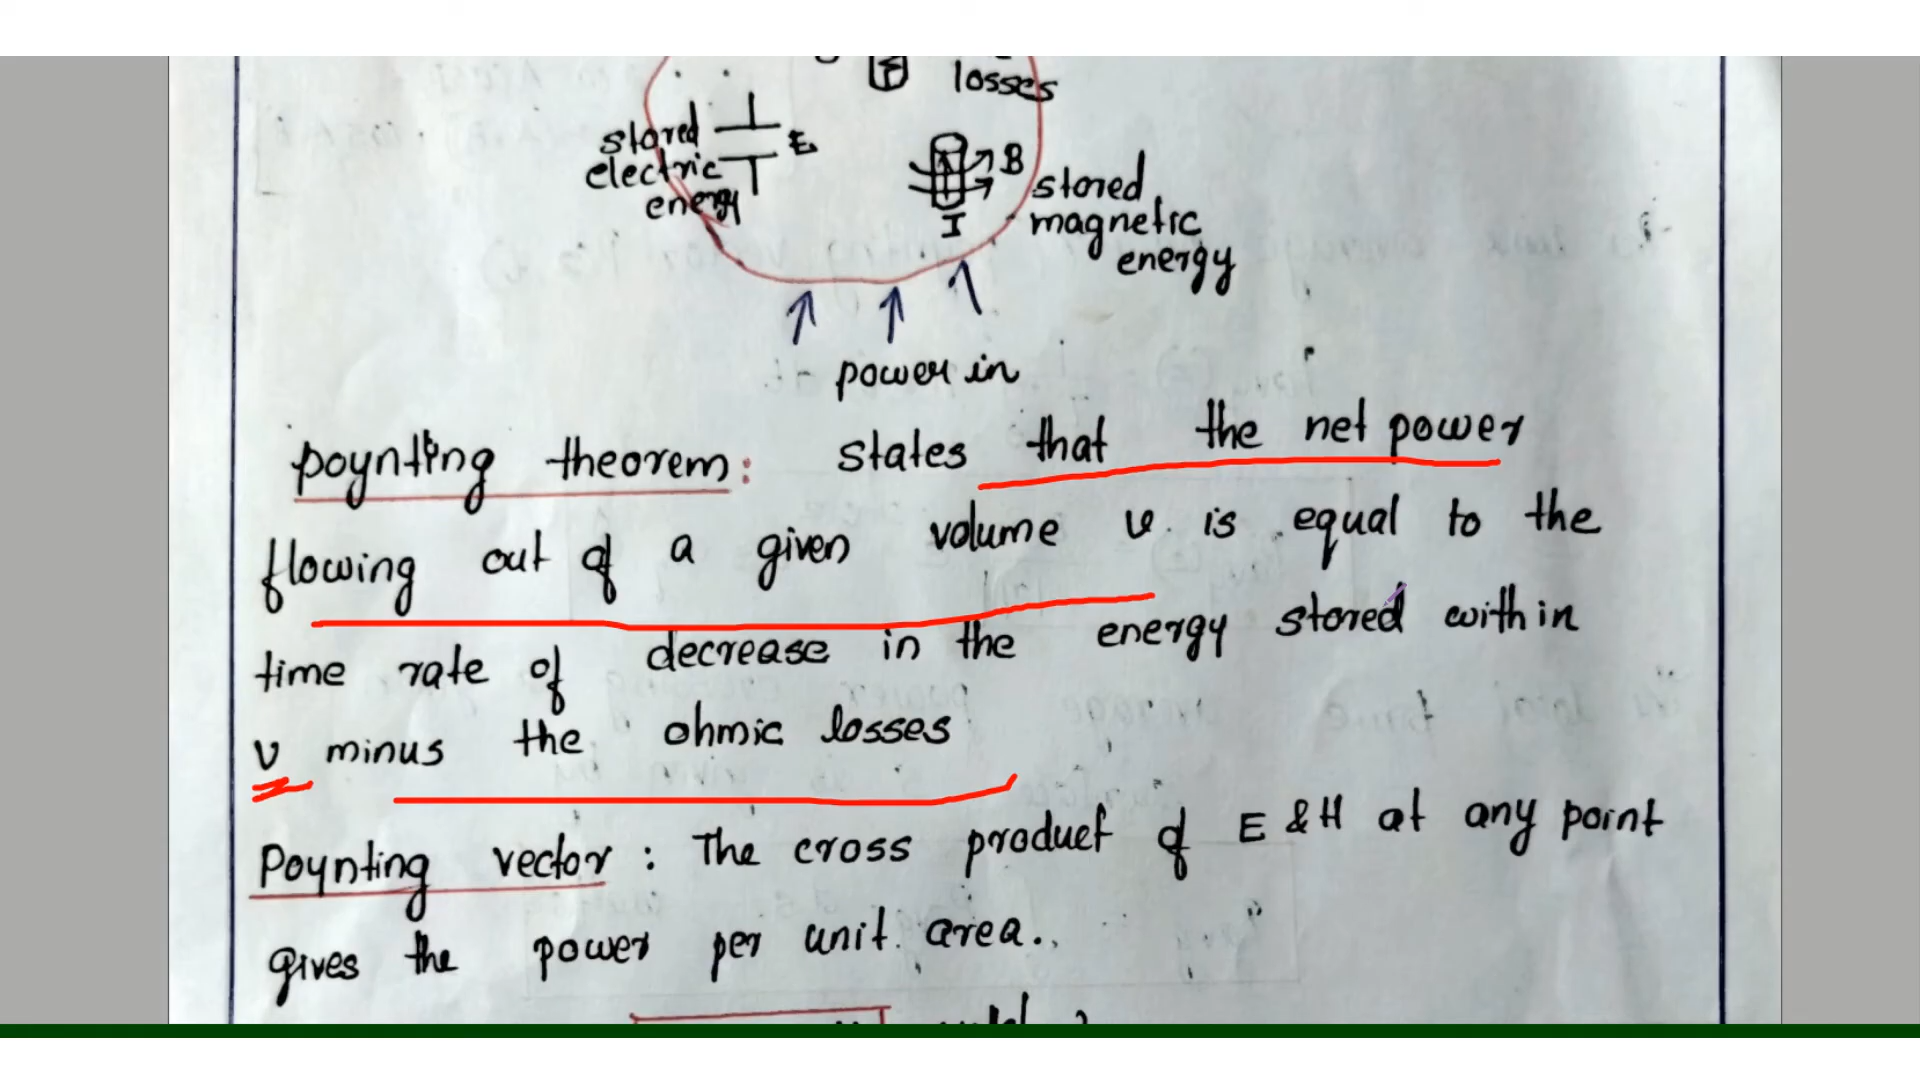 losses
stored
electric
energy
E
B
I
stored
magnetic
energy
power in
poynting theorem: states that the net power
flowing out of a given volume v is equal to the
time rate of decrease in the energy stored within
v minus the ohmic losses
Poynting vector: The cross product of E & H at any point
gives the power per unit area.